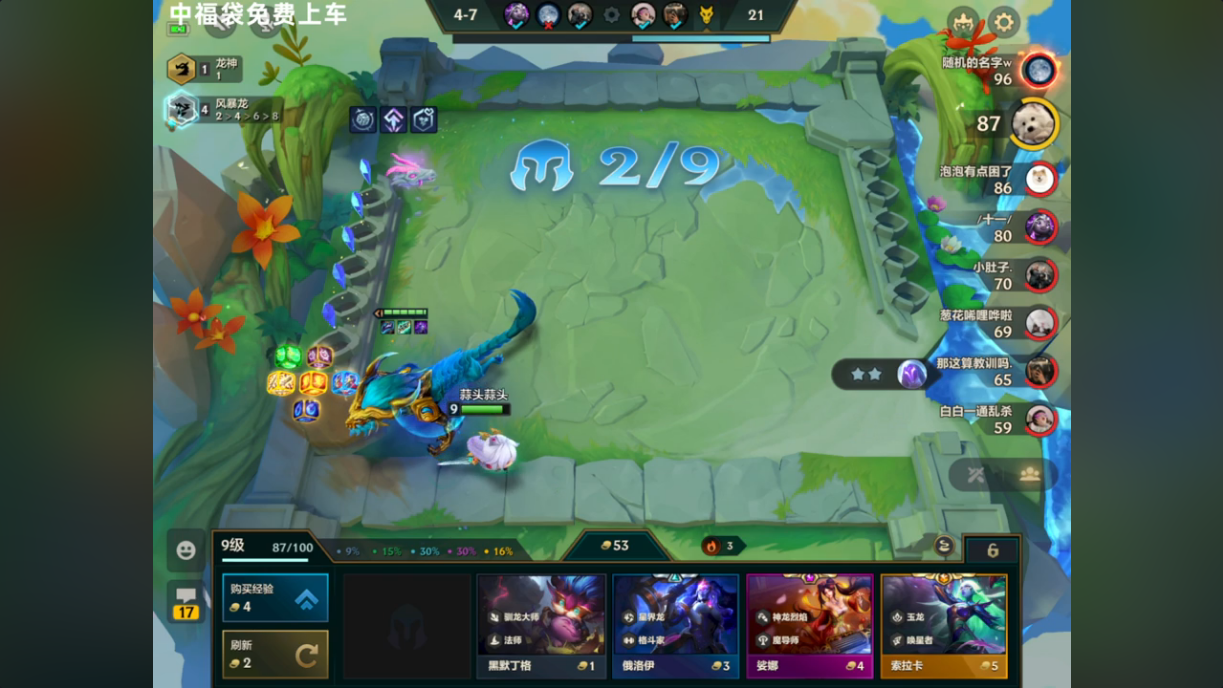 中福袋免费上车
4-7
21
龙神
1
1
风暴龙
4
2 > 4 > 6 > 8
2/9
随机的名字w
96
87
泡泡有点困了
86
/十一/
80
小肚子.
70
葱花唏哩哗啦
69
那这算教训吗.
65
白白一通乱杀
59
蒜头蒜头
9
9级
87/100
9%
15%
30%
30%
16%
53
3
6
17
购买经验
4
刷新
2
驯龙大师
法师
黑默丁格
1
星界龙
格斗家
俄洛伊
3
神龙烈焰
魔导师
娑娜
4
玉龙
唤星者
索拉卡
5